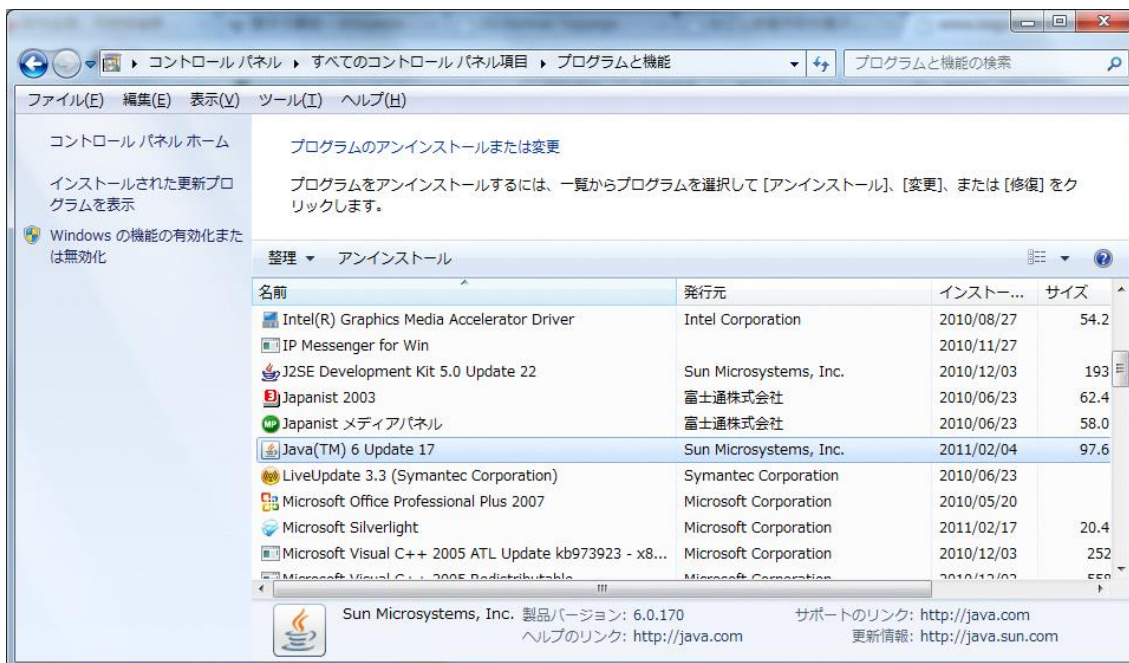 コントロール パネル ▸ すべてのコントロール パネル項目 ▸ プログラムと機能
プログラムと機能の検索
ファイル(F) 編集(E) 表示(V) ツール(T) ヘルプ(H)
コントロール パネル ホーム
インストールされた更新プロ
グラムを表示
Windows の機能の有効化また
は無効化
プログラムのアンインストールまたは変更
プログラムをアンインストールするには、一覧からプログラムを選択して [アンインストール]、[変更]、または [修復] をク
リックします。
整理 ▼ アンインストール
名前 発行元 インストー... サイズ
Intel(R) Graphics Media Accelerator Driver Intel Corporation 2010/08/27 54.2
IP Messenger for Win 2010/11/27
J2SE Development Kit 5.0 Update 22 Sun Microsystems, Inc. 2010/12/03 193
Japanist 2003 富士通株式会社 2010/06/23 62.4
MP Japanist メディアパネル 富士通株式会社 2010/06/23 58.0
Java(TM) 6 Update 17 Sun Microsystems, Inc. 2011/02/04 97.6
LiveUpdate 3.3 (Symantec Corporation) Symantec Corporation 2010/06/23
Microsoft Office Professional Plus 2007 Microsoft Corporation 2010/05/20
Microsoft Silverlight Microsoft Corporation 2011/02/17 20.4
Microsoft Visual C++ 2005 ATL Update kb973923 - x8... Microsoft Corporation 2010/12/03 252
Microsoft Visual C++ 2005 Redistributable Microsoft Corporation 2010/12/03
Sun Microsystems, Inc. 製品バージョン: 6.0.170 サポートのリンク: http://java.com
ヘルプのリンク: http://java.com 更新情報: http://java.sun.com